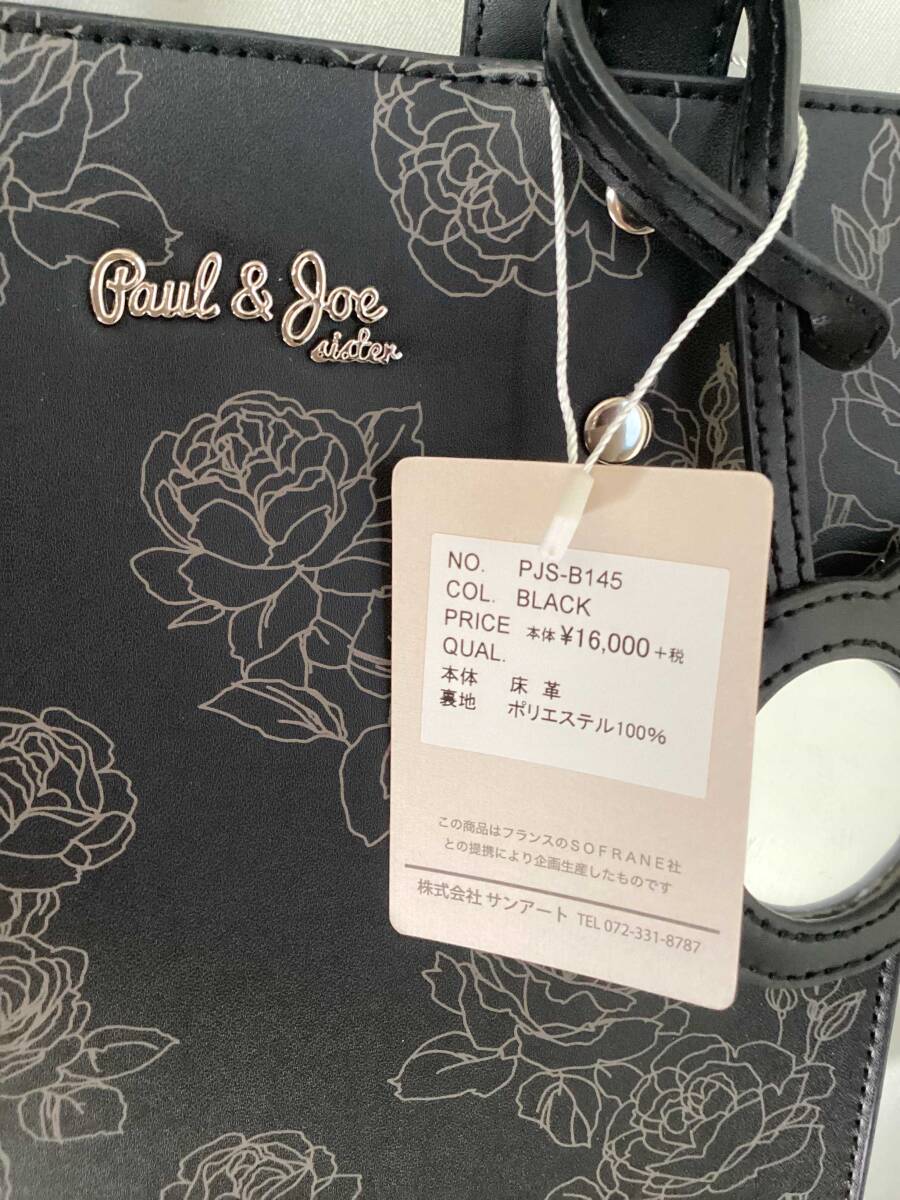 Paul & Joe
sister
NO. PJS-B145
COL. BLACK
PRICE 本体 ¥16,000 +税
QUAL.
本体 床 革
裏地 ポリエステル100%
この商品はフランスのSOFRANE社
との提携により企画生産したものです
株式会社 サンアート TEL 072-331-8787